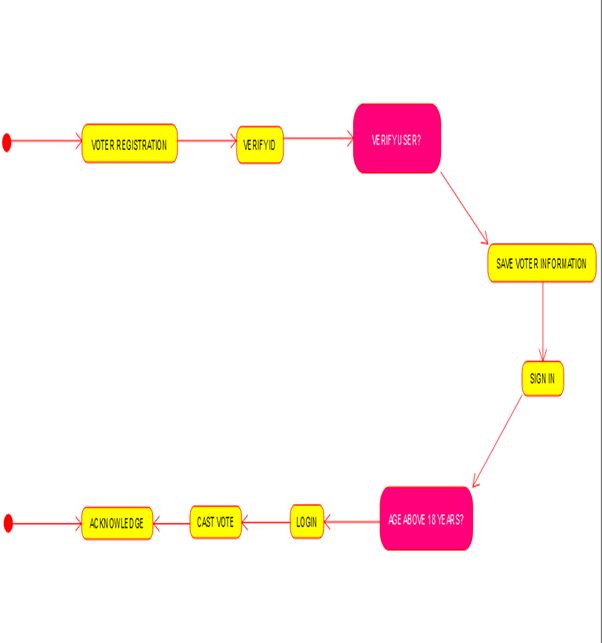 VOTER REGISTRATION
VERIFY ID
VERIFY USER?
SAVE VOTER INFORMATION
SIGN IN
AGE ABOVE 18 YEARS?
LOGIN
CAST VOTE
ACKNOWLEDGE